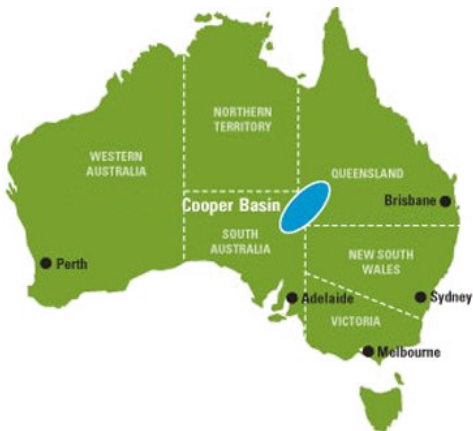 NORTHERN
TERRITORY
WESTERN
AUSTRALIA
QUEENSLAND
Brisbane
Cooper Basin
SOUTH
AUSTRALIA
NEW SOUTH
WALES
Perth
Adelaide
Sydney
VICTORIA
Melbourne